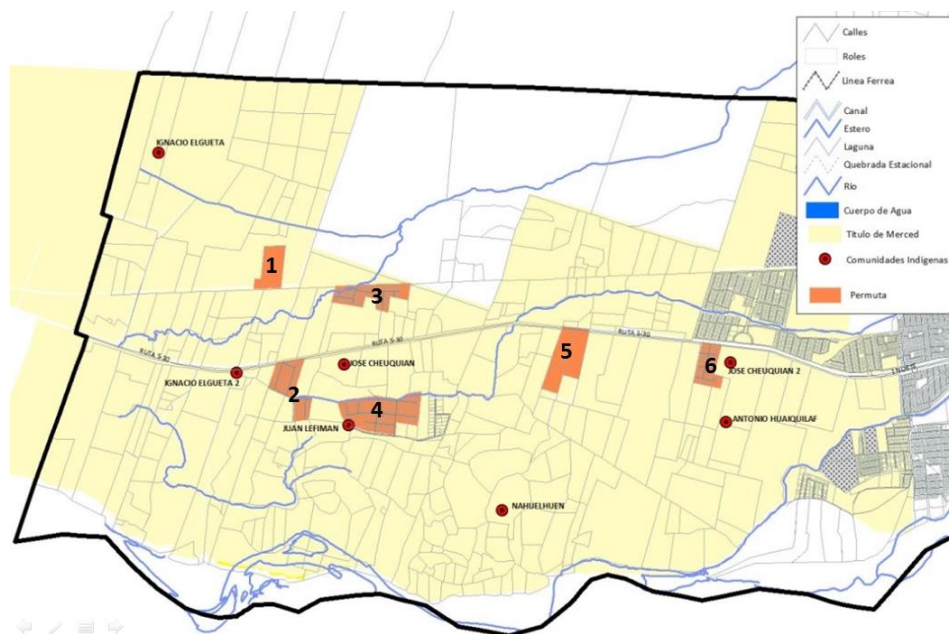 Calles
Roles
Linea Ferrea
Canal
Estero
Laguna
Quebrada Estacional
Rio
Cuerpo de Agua
Titulo de Merced
Comunidades Indigenas
Permuta
IGNACIO ELGUETA
1
3
RUTA S-30
RUTA S-30
RUTA S-30
5
6
JOSE CHEUQUIAN
JOSE CHEUQUIAN 2
IGNACIO ELGUETA 2
2
4
JUAN LEFIMAN
ANTONIO HUAIQUILAF
NAHUELHUEN